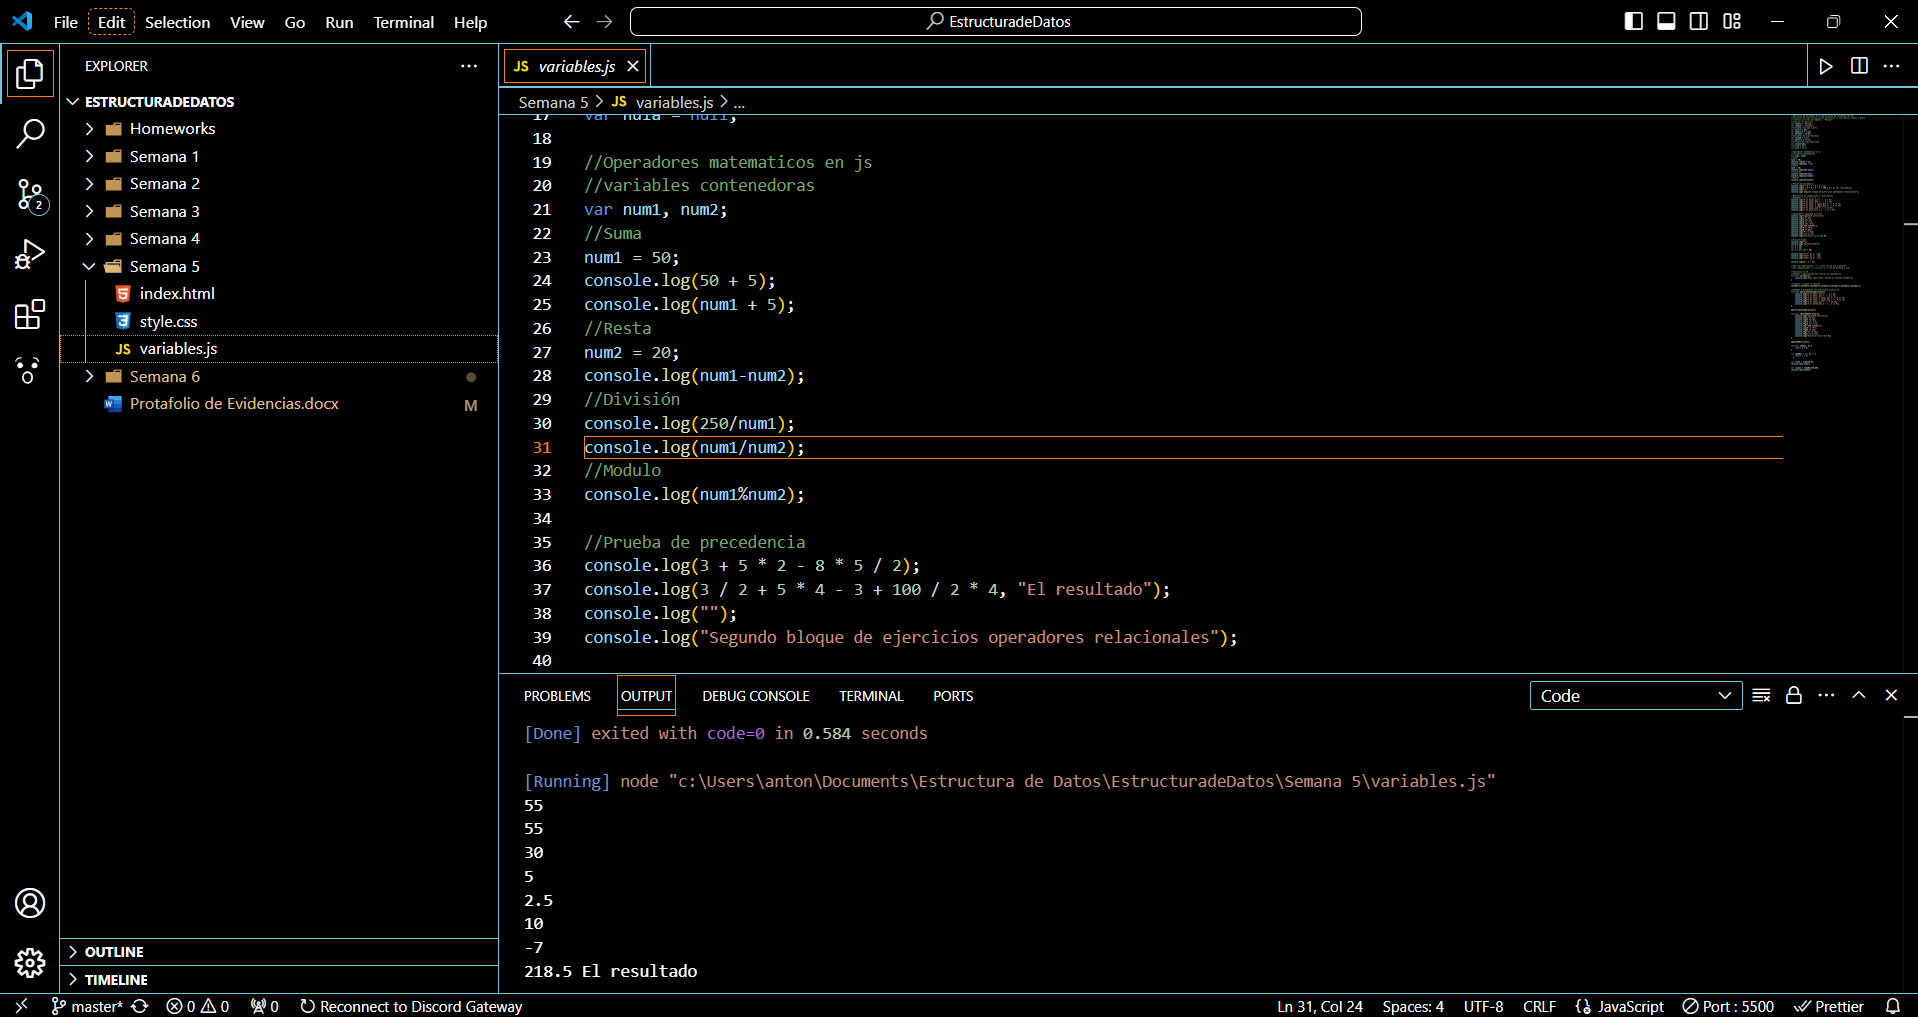 File Edit Selection View Go Run Terminal Help
EstructuradeDatos
EXPLORER
ESTRUCTURADEDATOS
Homeworks
Semana 1
Semana 2
2
Semana 3
Semana 4
Semana 5
index.html
style.css
JS variables.js
Semana 6
Protafolio de Evidencias.docx M
OUTLINE
TIMELINE
JS variables.js
Semana 5 > JS variables.js > ...
17 var nula = null;
18
19 //Operadores matematicos en js
20 //variables contenedoras
21 var num1, num2;
22 //Suma
23 num1 = 50;
24 console.log(50 + 5);
25 console.log(num1 + 5);
26 //Resta
27 num2 = 20;
28 console.log(num1-num2);
29 //División
30 console.log(250/num1);
31 console.log(num1/num2);
32 //Modulo
33 console.log(num1%num2);
34
35 //Prueba de precedencia
36 console.log(3 + 5 * 2 - 8 * 5 / 2);
37 console.log(3 / 2 + 5 * 4 - 3 + 100 / 2 * 4, "El resultado");
38 console.log("");
39 console.log("Segundo bloque de ejercicios operadores relacionales");
40
PROBLEMS OUTPUT DEBUG CONSOLE TERMINAL PORTS Code
[Done] exited with code=0 in 0.584 seconds
[Running] node "c:\Users\anton\Documents\Estructura de Datos\EstructuradeDatos\Semana 5\variables.js"
55
55
30
5
2.5
10
-7
218.5 El resultado
master* 0 0 0 Reconnect to Discord Gateway Ln 31, Col 24 Spaces: 4 UTF-8 CRLF JavaScript Port : 5500 Prettier